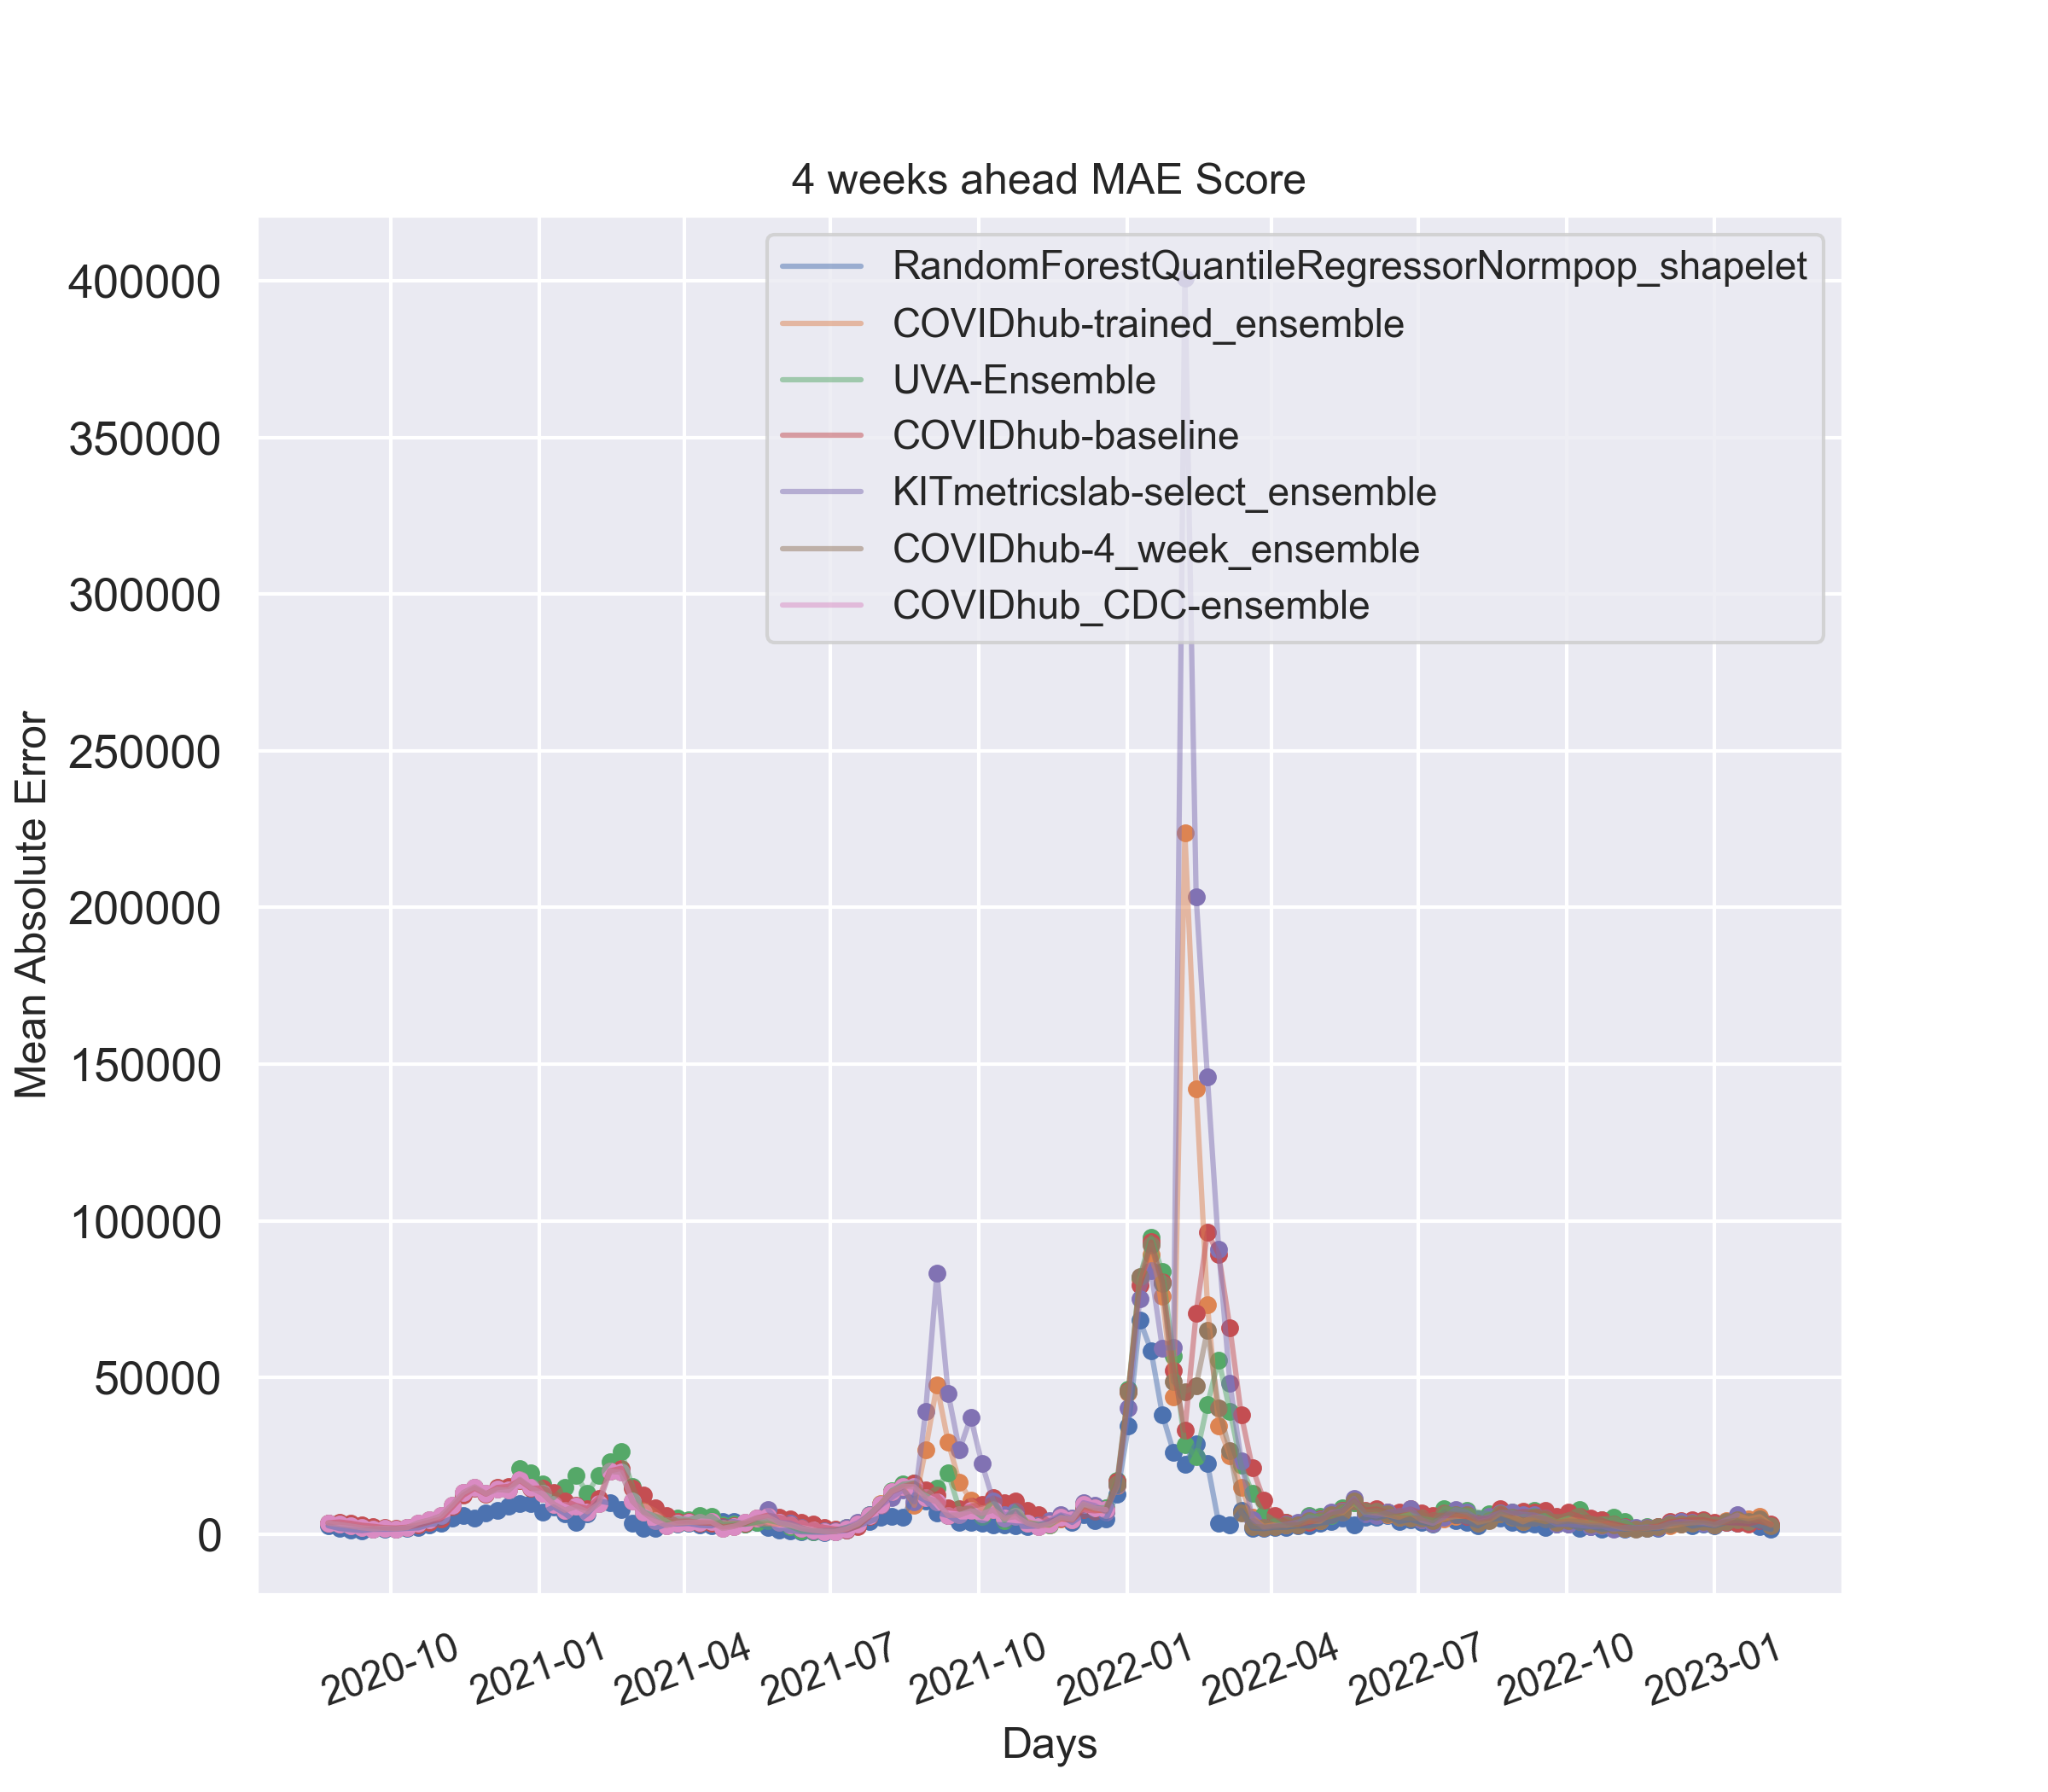 4 weeks ahead MAE Score
RandomForestQuantileRegressorNormpop_shapelet
COVIDhub-trained_ensemble
UVA-Ensemble
COVIDhub-baseline
KITmetricslab-select_ensemble
COVIDhub-4_week_ensemble
COVIDhub_CDC-ensemble
Mean Absolute Error
400000
350000
300000
250000
200000
150000
100000
50000
0
2020-10
2021-01
2021-04
2021-07
2021-10
2022-01
2022-04
2022-07
2022-10
2023-01
Days